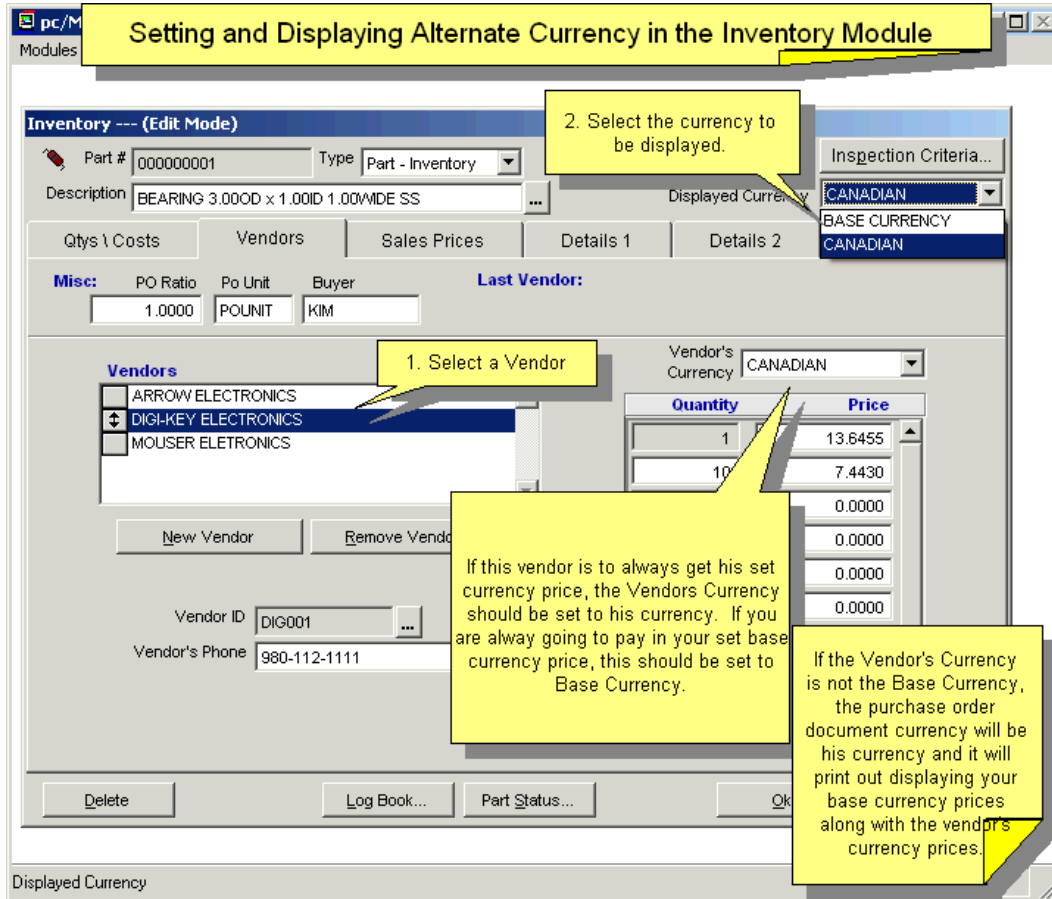 pc/M
Setting and Displaying Alternate Currency in the Inventory Module
Modules
Inventory --- (Edit Mode)
2. Select the currency to
be displayed.
Part # 000000001 Type Part - Inventory
Inspection Criteria...
Description BEARING 3.00OD x 1.00ID 1.00WIDE SS ...
Displayed Currency CANADIAN
BASE CURRENCY
CANADIAN
Qtys \ Costs Vendors Sales Prices Details 1 Details 2
Misc: PO Ratio Po Unit Buyer Last Vendor:
1.0000 POUNIT KIM
1. Select a Vendor
Vendor's
Currency CANADIAN
Vendors
ARROW ELECTRONICS
DIGI-KEY ELECTRONICS
MOUSER ELETRONICS
Quantity Price
1 13.6455
10 7.4430
0.0000
0.0000
0.0000
0.0000
New Vendor Remove Vendo
If this vendor is to always get his set
currency price, the Vendors Currency
should be set to his currency. If you
are alway going to pay in your set base
currency price, this should be set to
Base Currency.
Vendor ID DIG001 ...
Vendor's Phone 980-112-1111
If the Vendor's Currency
is not the Base Currency,
the purchase order
document currency will be
his currency and it will
print out displaying your
base currency prices
along with the vendor's
currency prices.
Delete Log Book... Part Status... Ok
Displayed Currency